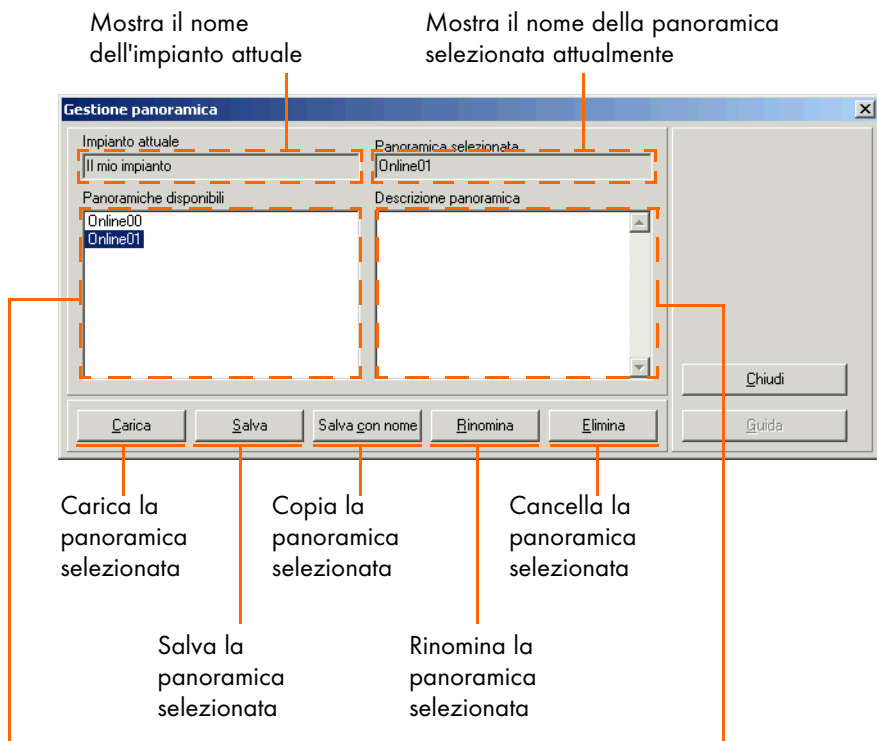 Mostra il nome
dell'impianto attuale
Mostra il nome della panoramica
selezionata attualmente
Gestione panoramica
Impianto attuale
Panoramica selezionata
Il mio impianto
Online01
Panoramiche disponibili
Descrizione panoramica
Online00
Online01
Chiudi
Carica
Salva
Salva con nome
Rinomina
Elimina
Guida
Carica la
panoramica
selezionata
Copia la
panoramica
selezionata
Cancella la
panoramica
selezionata
Salva la
panoramica
selezionata
Rinomina la
panoramica
selezionata